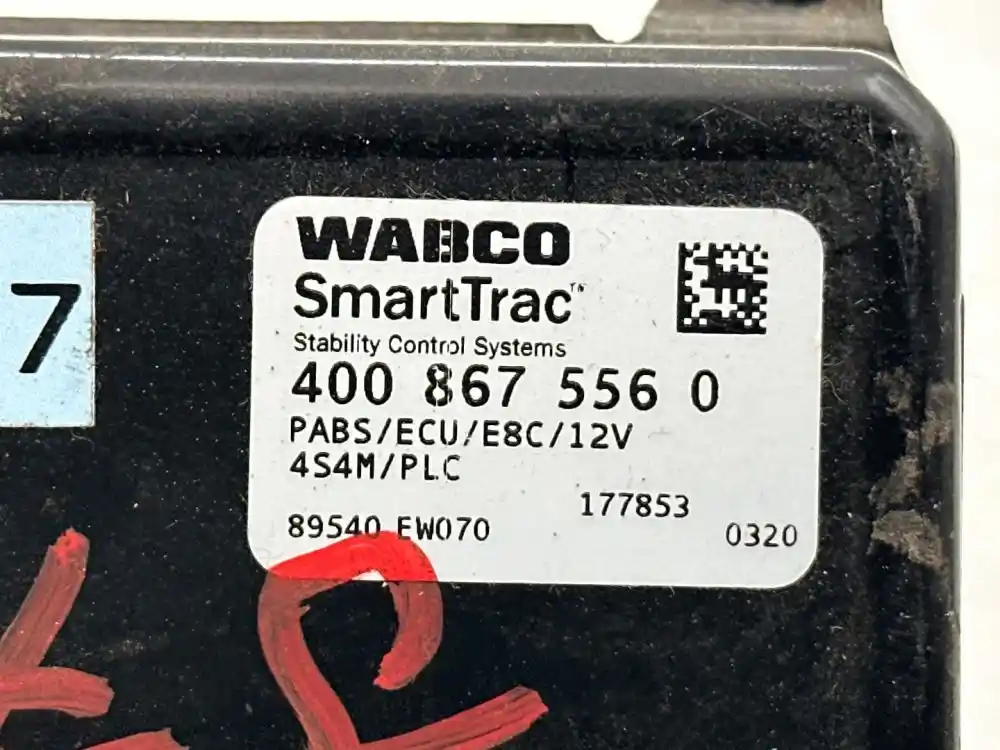 WABCO
SmartTrac™
Stability Control Systems
400 867 556 0
PABS/ECU/E8C/12V
4S4M/PLC
177853
89540 EW070
0320
7